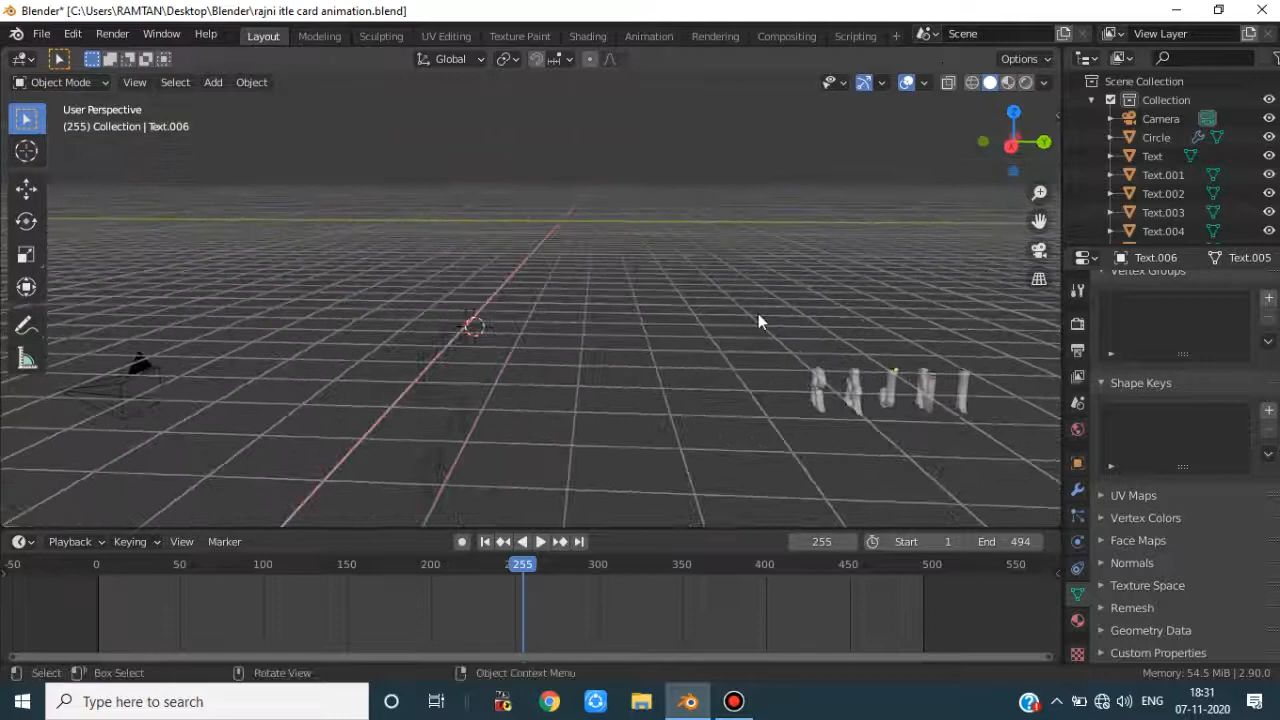 Blender* [C:\Users\RAMTAN\Desktop\Blender\rajni itle card animation.blend]
File Edit Render Window Help Layout Modeling Sculpting UV Editing Texture Paint Shading Animation Rendering Compositing Scripting Scene View Layer
Global Options
Object Mode View Select Add Object
User Perspective
(255) Collection | Text.006
Z
Y
X
Scene Collection
Collection
Camera
Circle
Text
Text.001
Text.002
Text.003
Text.004
Text.006 Text.005
Vertex Groups
Shape Keys
UV Maps
Vertex Colors
Face Maps
Normals
Texture Space
Remesh
Geometry Data
Custom Properties
R A J N I
Playback Keying View Marker 255 Start 1 End 494
-50 0 50 100 150 200 255 300 350 400 450 500 550
Select Box Select Rotate View Object Context Menu Memory: 54.5 MiB | 2.90.0
Type here to search
ENG
18:31
07-11-2020